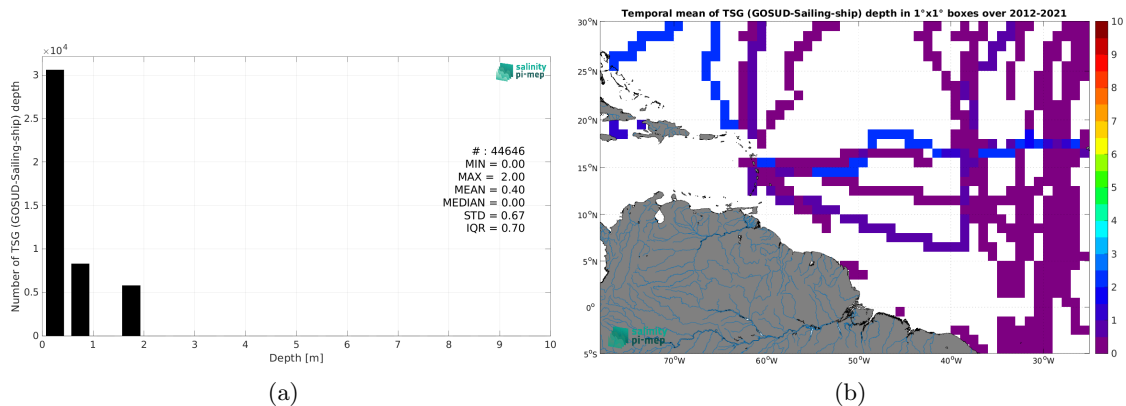 ×10⁴
3
2.5
2
1.5
1
0.5
0
Number of TSG (GOSUD-Sailing-ship) depth
0 1 2 3 4 5 6 7 8 9 10
Depth [m]
salinity
pi-mep
# : 44646
MIN = 0.00
MAX = 2.00
MEAN = 0.40
MEDIAN = 0.00
STD = 0.67
IQR = 0.70
(a)
Temporal mean of TSG (GOSUD-Sailing-ship) depth in 1°x1° boxes over 2012-2021
30°N
25°N
20°N
15°N
10°N
5°N
0°
5°S
70°W 60°W 50°W 40°W 30°W
salinity
pi-mep
10
9
8
7
6
5
4
3
2
1
0
(b)